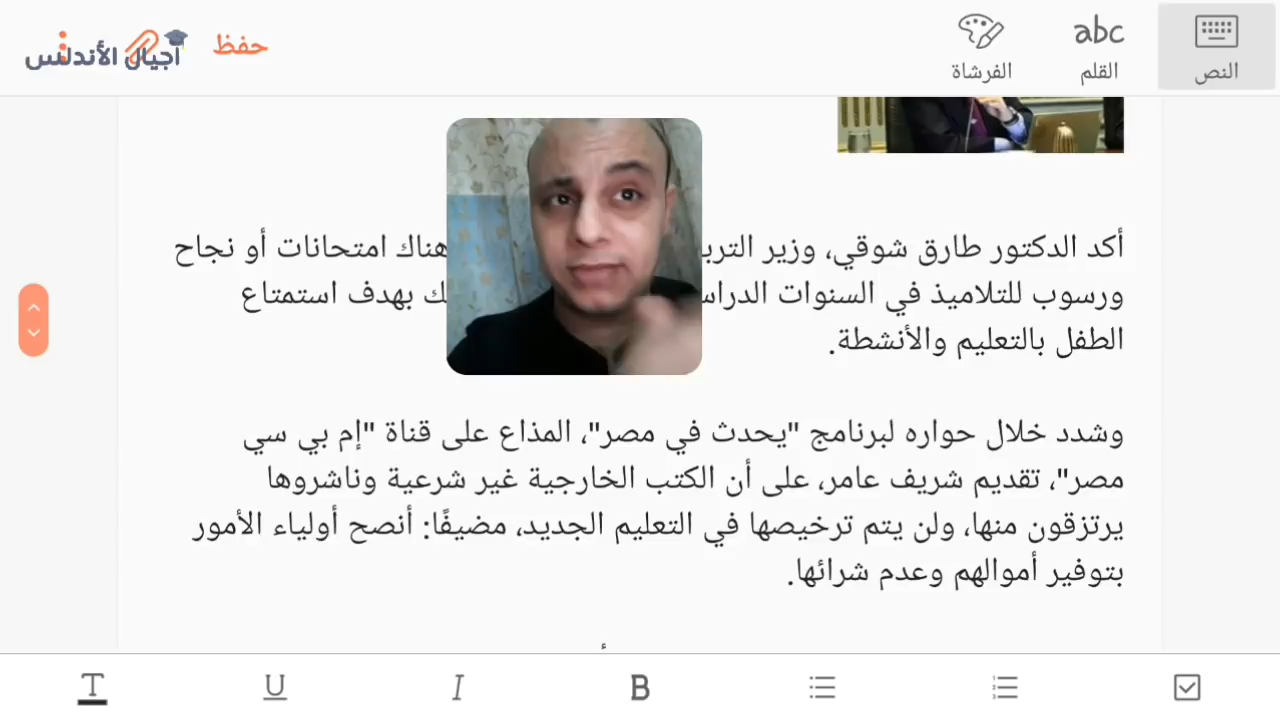 أجيال الأندلس
حفظ
الفرشاة
abc
القلم
النص
أكد الدكتور طارق شوقي، وزير هناك امتحانات أو نجاح
ورسوب للتلاميذ في السنوات بهدف استمتاع
الطفل بالتعليم والأنشطة.
وشدد خلال حواره لبرنامج "يحدث في مصر"، المذاع على قناة "إم بي سي
مصر"، تقديم شريف عامر، على أن الكتب الخارجية غير شرعية وناشروها
يرتزقون منها، ولن يتم ترخيصها في التعليم الجديد، مضيفًا: أنصح أولياء الأمور
بتوفير أموالهم وعدم شرائها.
T U I B